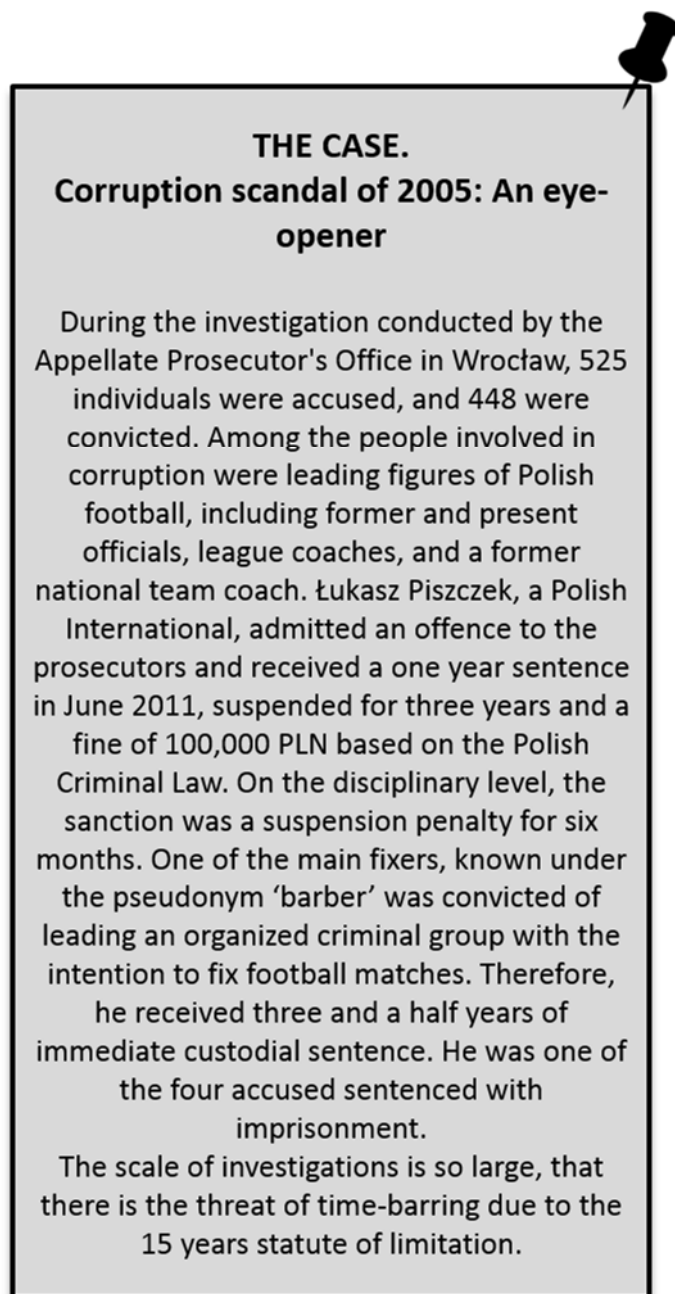 THE CASE.
Corruption scandal of 2005: An eye-
opener
During the investigation conducted by the
Appellate Prosecutor's Office in Wrocław, 525
individuals were accused, and 448 were
convicted. Among the people involved in
corruption were leading figures of Polish
football, including former and present
officials, league coaches, and a former
national team coach. Łukasz Piszczek, a Polish
International, admitted an offence to the
prosecutors and received a one year sentence
in June 2011, suspended for three years and a
fine of 100,000 PLN based on the Polish
Criminal Law. On the disciplinary level, the
sanction was a suspension penalty for six
months. One of the main fixers, known under
the pseudonym ‘barber’ was convicted of
leading an organized criminal group with the
intention to fix football matches. Therefore,
he received three and a half years of
immediate custodial sentence. He was one of
the four accused sentenced with
imprisonment.
The scale of investigations is so large, that
there is the threat of time-barring due to the
15 years statute of limitation.